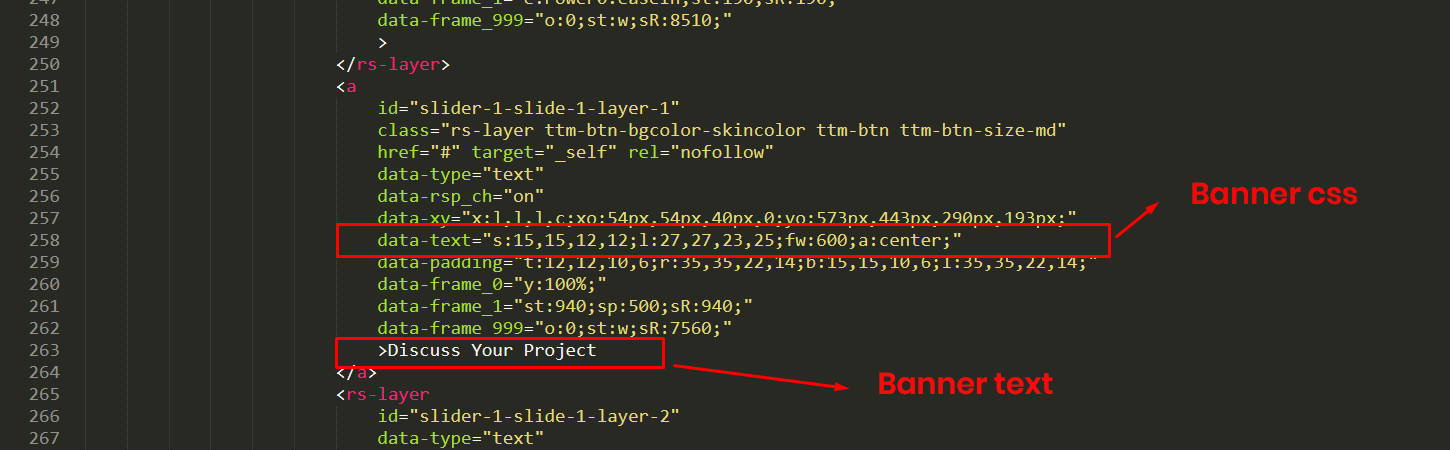 247 data-frame_1="e:Power0.easeIn;st:190;sR:190;"
248 data-frame_999="o:0;st:w;sR:8510;"
249 >
250 </rs-layer>
251 <a
252 id="slider-1-slide-1-layer-1"
253 class="rs-layer ttm-btn-bgcolor-skincolor ttm-btn ttm-btn-size-md"
254 href="#" target="_self" rel="nofollow"
255 data-type="text"
256 data-rsp_ch="on"
Banner css
257 data-xy="x:l,l,l,c;xo:54px,54px,40px,0;yo:573px,443px,290px,193px;"
258 data-text="s:15,15,12,12;l:27,27,23,25;fw:600;a:center;"
259 data-padding="t:12,12,10,6;r:35,35,22,14;b:15,15,10,6;l:35,35,22,14;"
260 data-frame_0="y:100%;"
261 data-frame_1="st:940;sp:500;sR:940;"
262 data-frame_999="o:0;st:w;sR:7560;"
263 >Discuss Your Project
264 </a>
Banner text
265 <rs-layer
266 id="slider-1-slide-1-layer-2"
267 data-type="text"